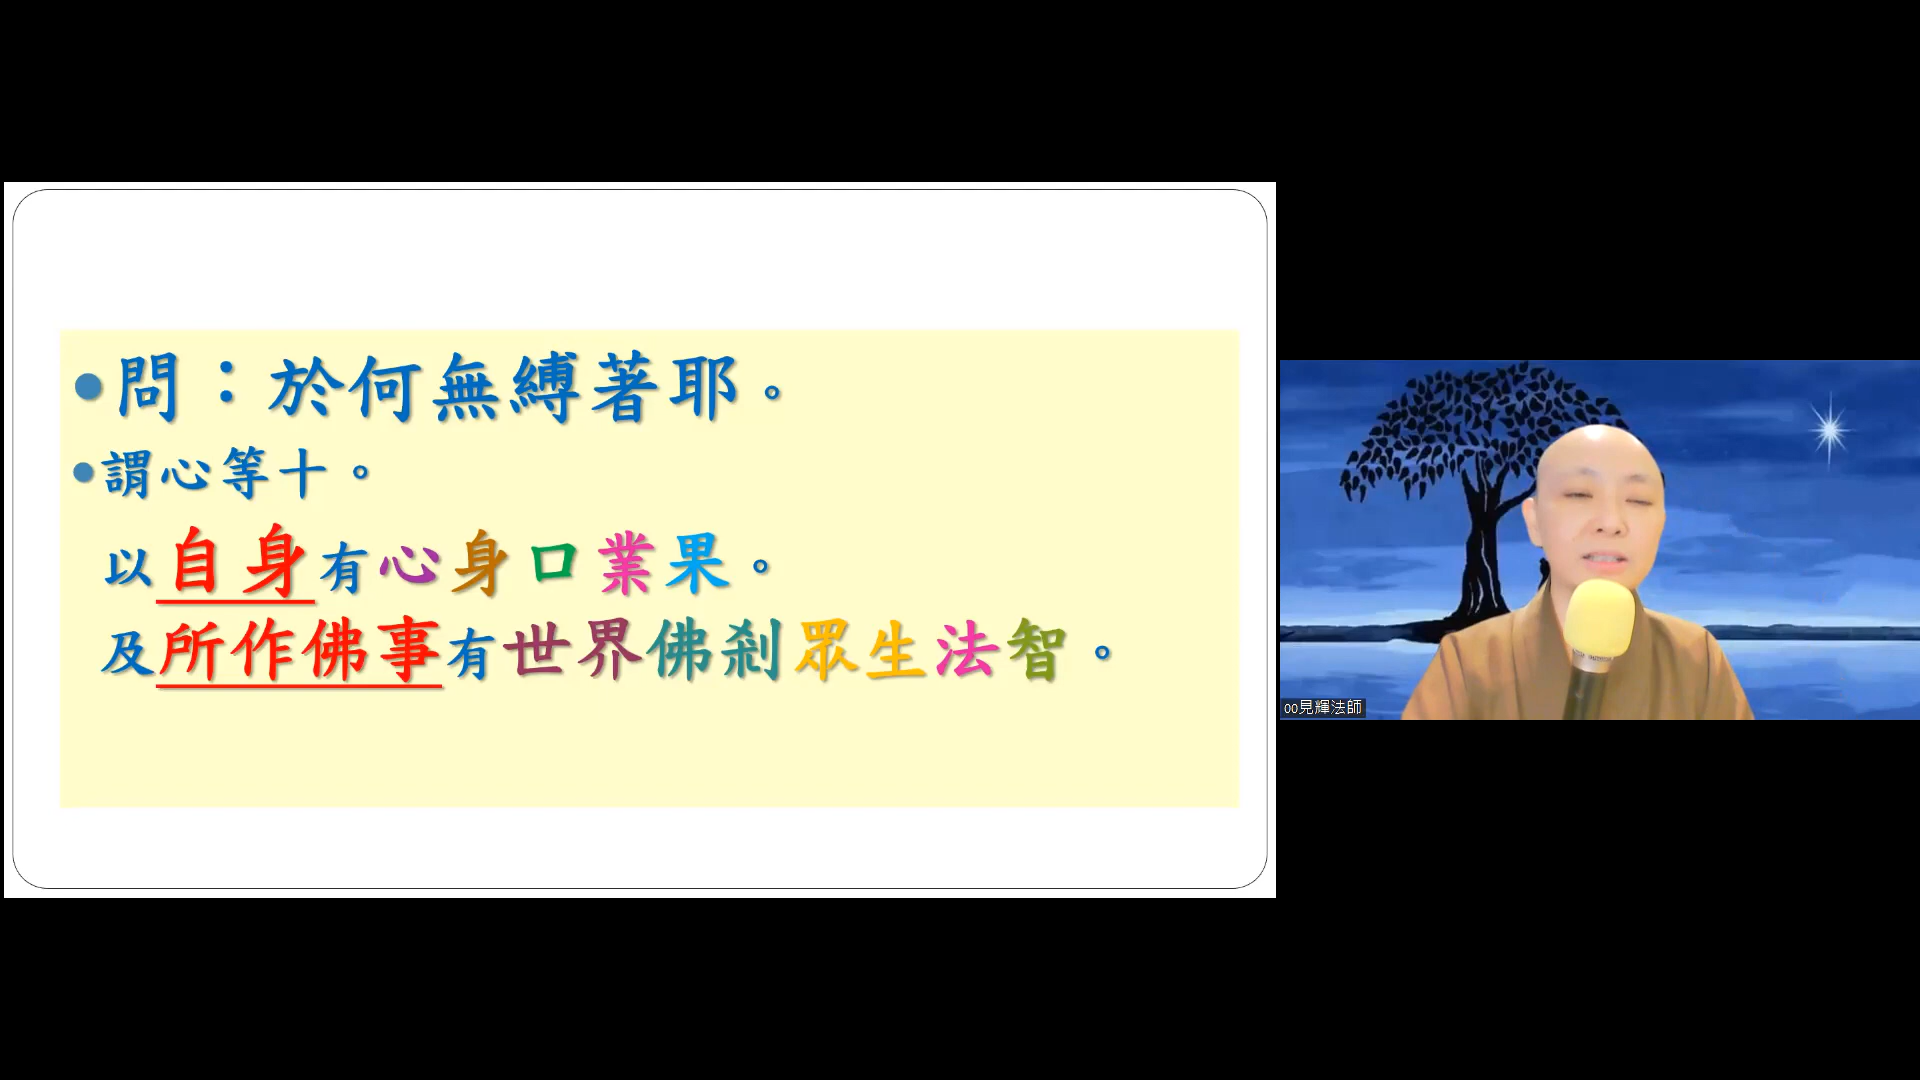 •問：於何無縛著耶。
•謂心等十。
以自身有心身口業果。
及所作佛事有世界佛剎眾生法智。
oo見輝法師